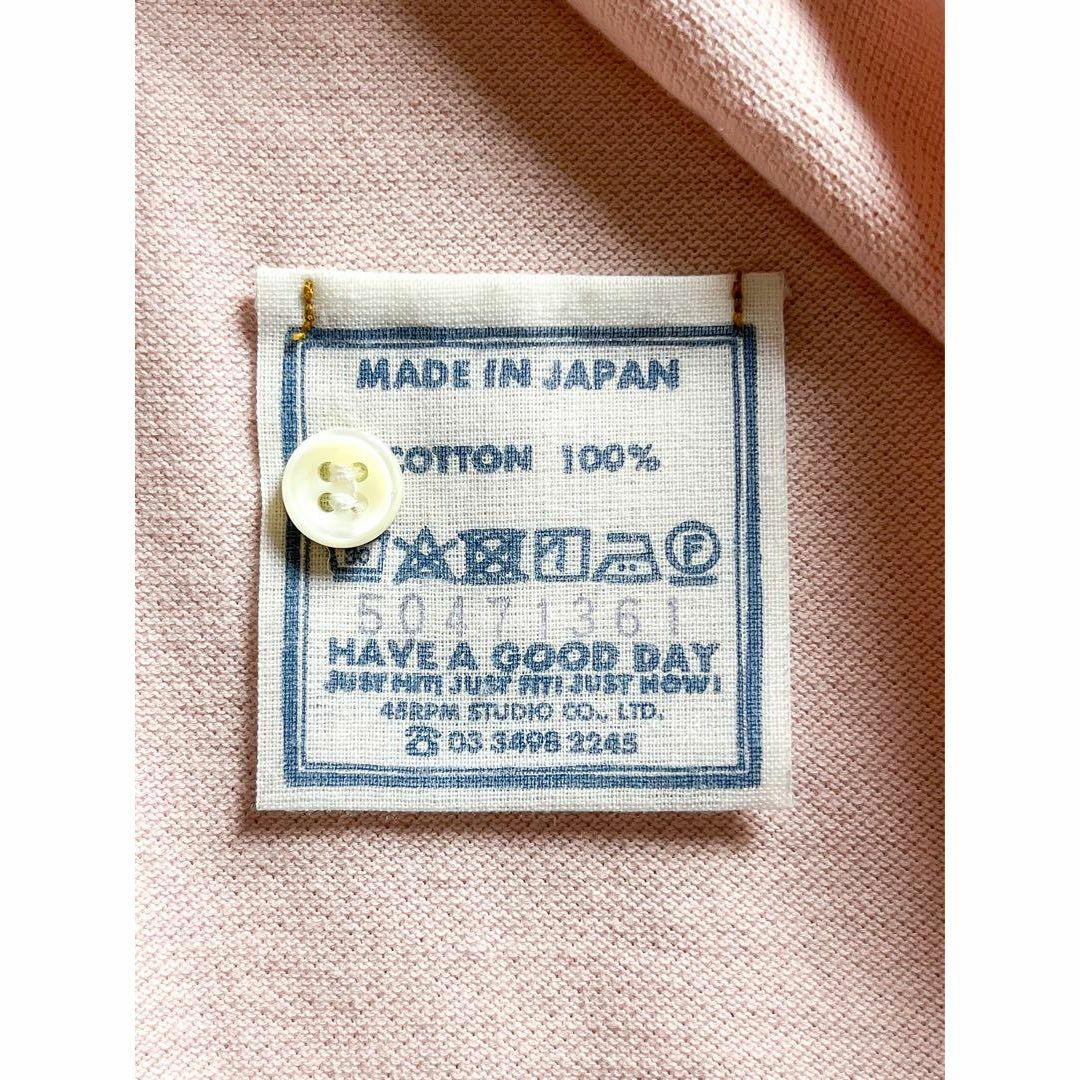 MADE IN JAPAN
COTTON 100%
F
50471361
HAVE A GOOD DAY
JUST HIT! JUST FIT! JUST NOW!
45RPM STUDIO CO., LTD.
☎ 03 3498 2245